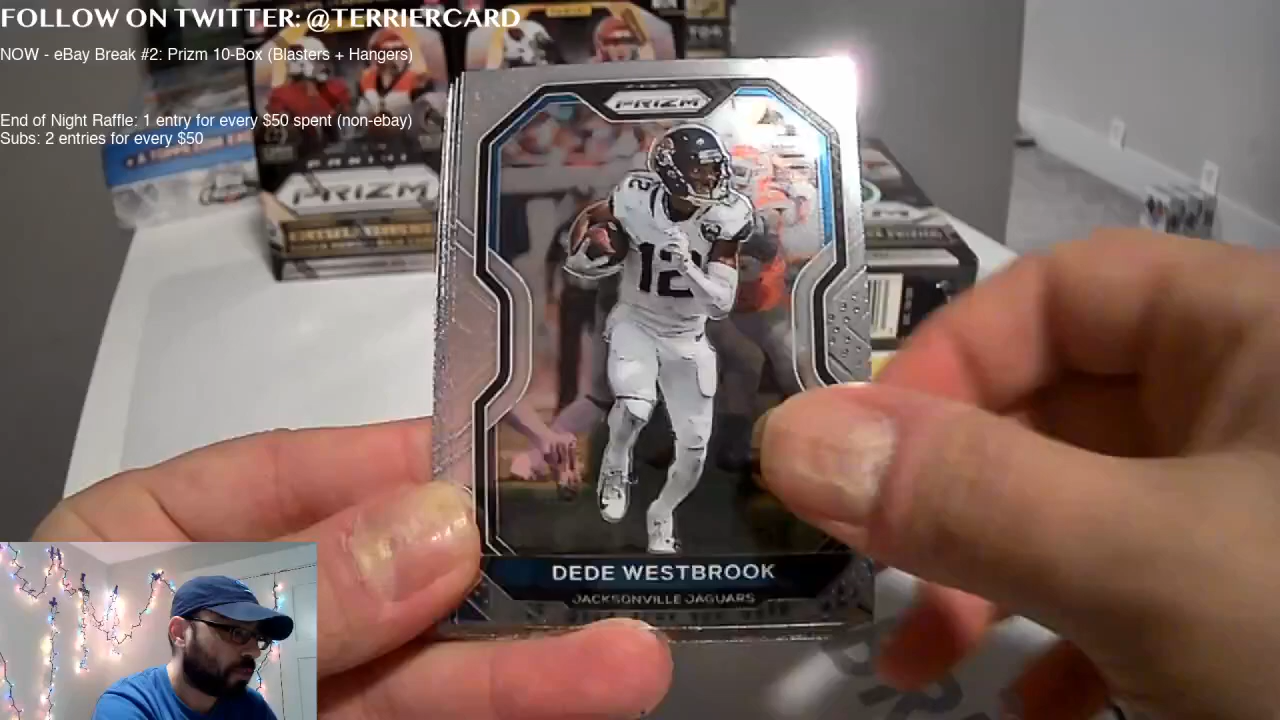 FOLLOW ON TWITTER: @TERRIERCARD
NOW - eBay Break #2: Prizm 10-Box (Blasters + Hangers)
End of Night Raffle: 1 entry for every $50 spent (non-ebay)
Subs: 2 entries for every $50
PRIZM
12
12
DEDE WESTBROOK
JACKSONVILLE JAGUARS
PANINI
PRIZM